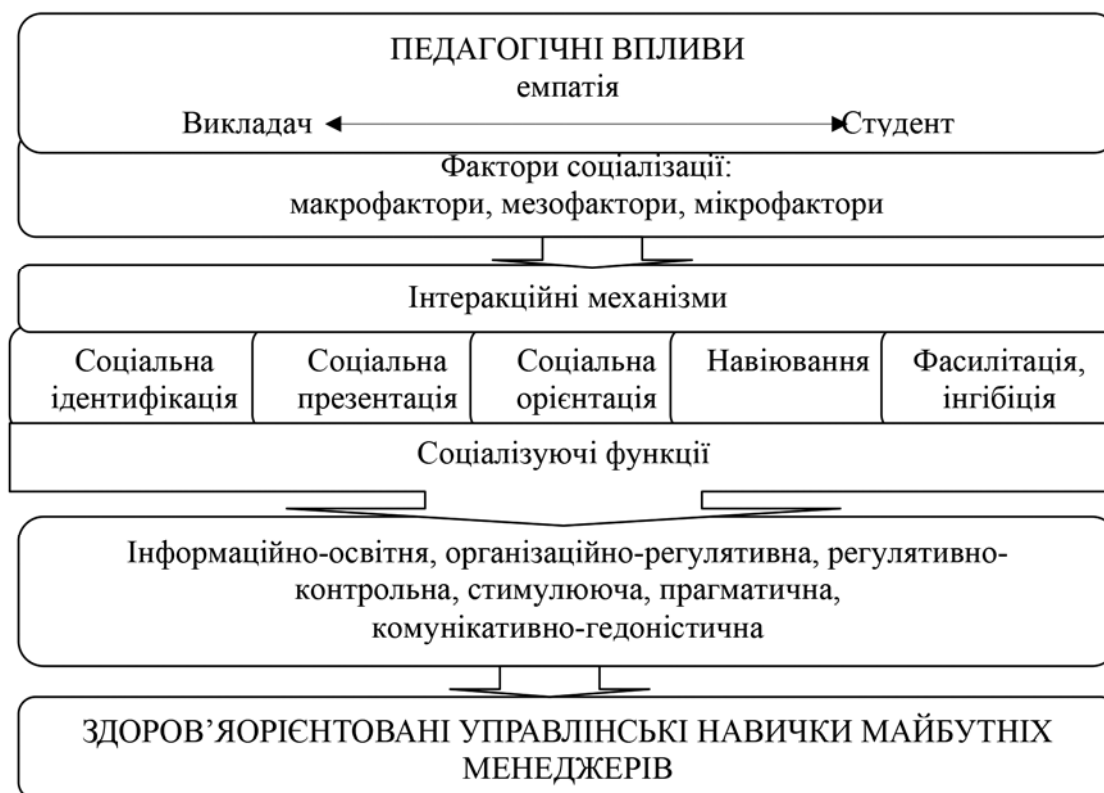 ПЕДАГОГІЧНІ ВПЛИВИ
емпатія
Викладач Студент
Фактори соціалізації:
макрофактори, мезофактори, мікрофактори
Інтеракційні механізми
Соціальна
ідентифікація
Соціальна
презентація
Соціальна
орієнтація
Навіювання
Фасилітація,
інгібіція
Соціалізуючі функції
Інформаційно-освітня, організаційно-регулятивна, регулятивно-
контрольна, стимулююча, прагматична,
комунікативно-гедоністична
ЗДОРОВ’ЯОРІЄНТОВАНІ УПРАВЛІНСЬКІ НАВИЧКИ МАЙБУТНІХ
МЕНЕДЖЕРІВ